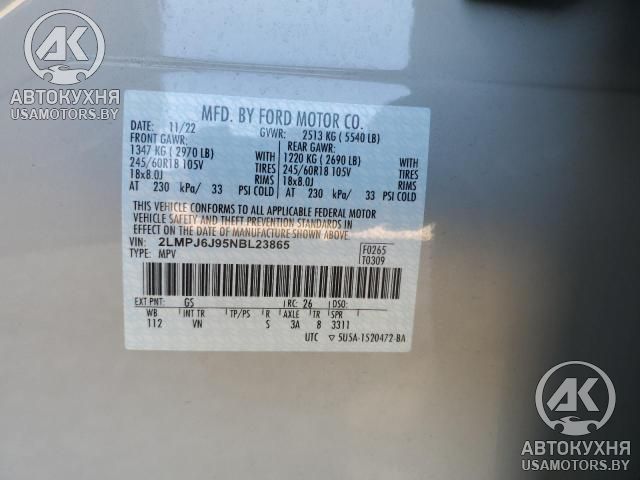 AK
АВТОКУХНЯ
USAMOTORS.BY
MFD. BY FORD MOTOR CO.
DATE: 11/22 GVWR: 2513 KG ( 5540 LB)
FRONT GAWR: REAR GAWR:
1347 KG ( 2970 LB) WITH 1220 KG ( 2690 LB) WITH
245/60R18 105V TIRES 245/60R18 105V TIRES
18x8.0J RIMS 18x8.0J RIMS
AT 230 kPa/ 33 PSI COLD AT 230 kPa/ 33 PSI COLD
THIS VEHICLE CONFORMS TO ALL APPLICABLE FEDERAL MOTOR
VEHICLE SAFETY AND THEFT PREVENTION STANDARDS IN
EFFECT ON THE DATE OF MANUFACTURE SHOWN ABOVE.
VIN: 2LMPJ6J95NBL23865 F0265
TYPE: MPV T0309
EXT PNT: GS RC: 26 DSO:
WB INT TR TP/PS R AXLE TR SPR
112 VN S 3A 8 3311
UTC ▽ 5U5A-1520472-BA
AK
АВТОКУХНЯ
USAMOTORS.BY